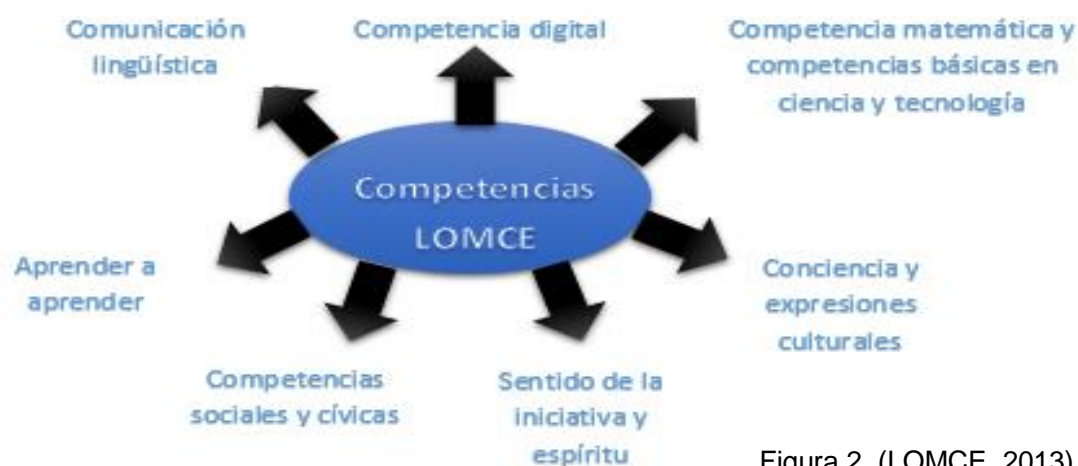 Comunicación
lingüística
Competencia digital
Competencia matemática y
competencias básicas en
ciencia y tecnología
Competencias
LOMCE
Aprender a
aprender
Conciencia y
expresiones
culturales
Competencias
sociales y cívicas
Sentido de la
iniciativa y
espíritu
Figura 2. (LOMCE, 2013)